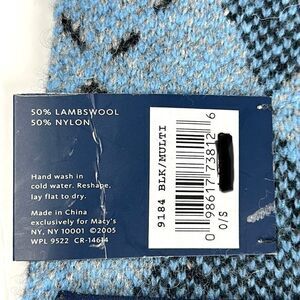 50% LAMBSWOOL
50% NYLON
Hand wash in
cold water. Reshape,
lay flat to dry.
Made in China
exclusively for Macy's
NY, NY 10001 ©2005
WPL 9522 CR-14614
9184 BLK/MULTI
0 98617 73812 6
O/S